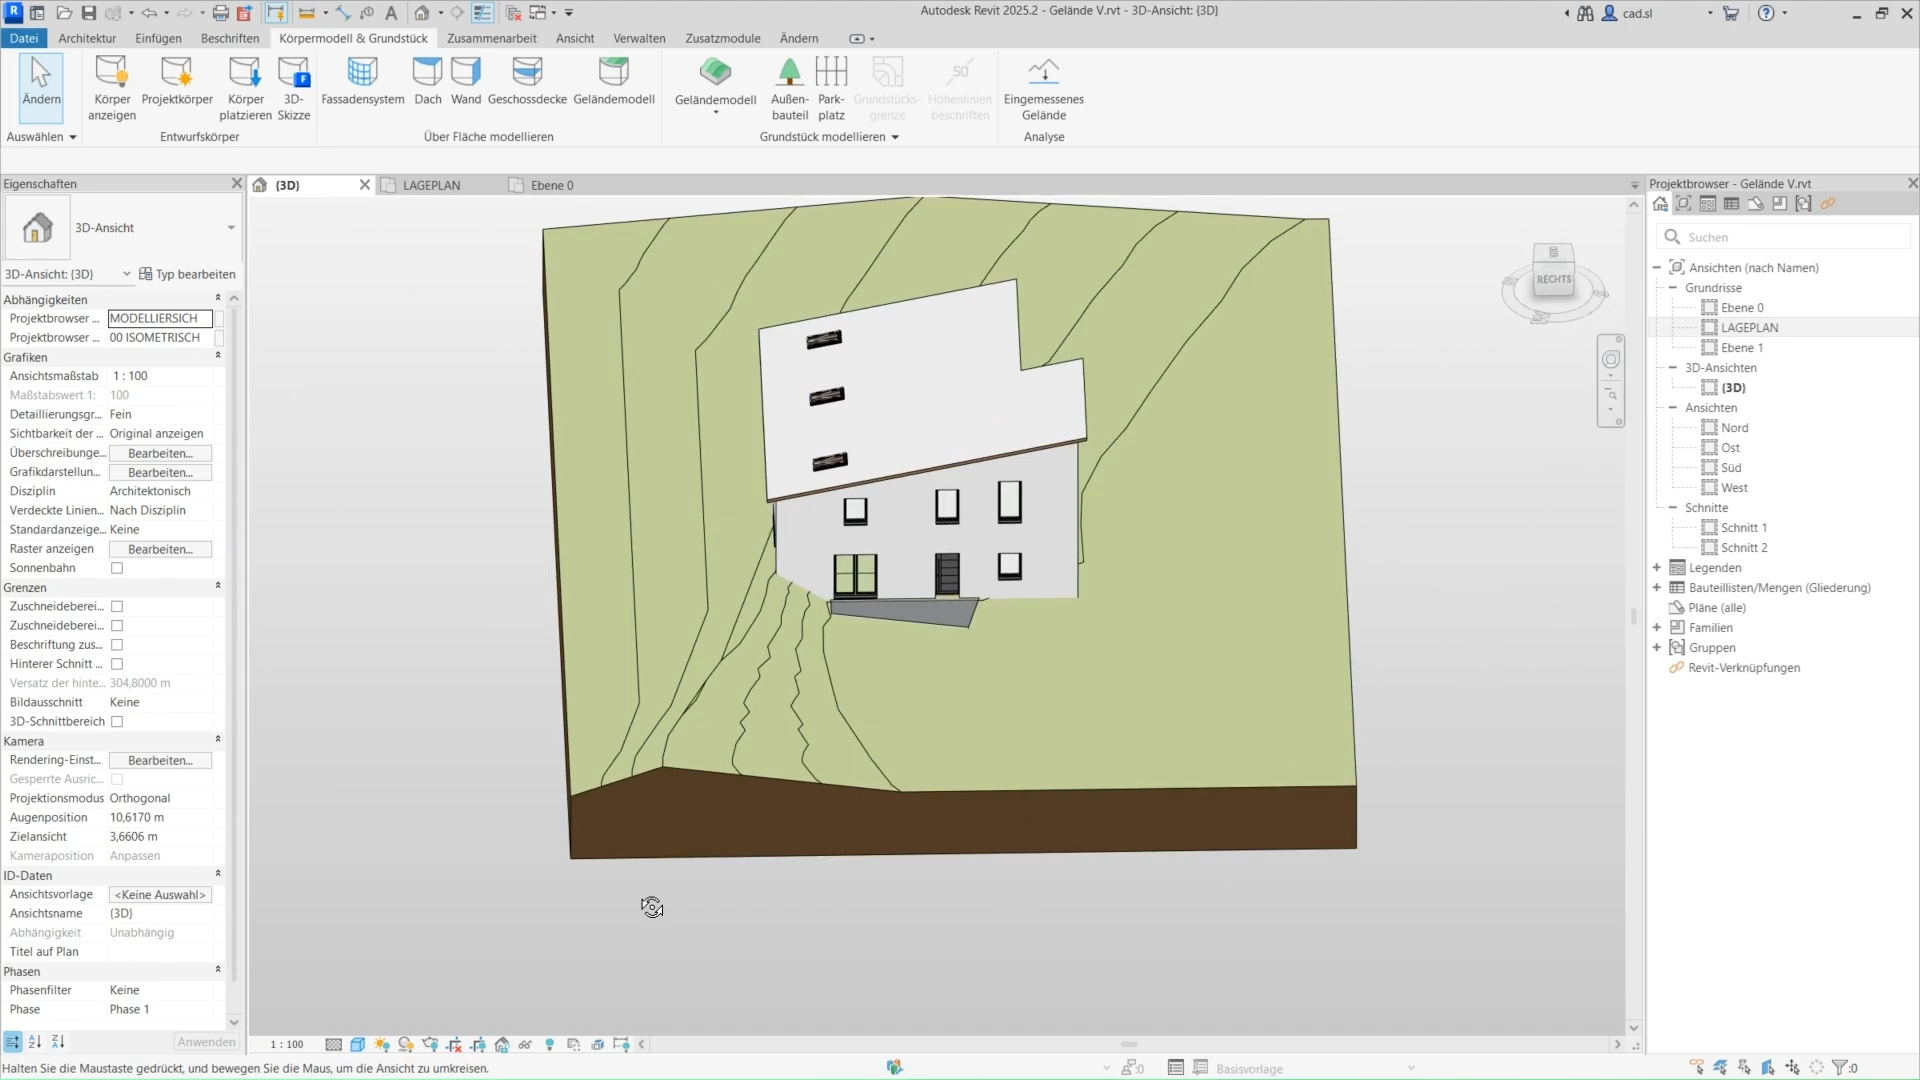 Autodesk Revit 2025.2 - Gelände V.rvt - 3D-Ansicht: {3D}
cad.sl
Datei Architektur Einfügen Beschriften Körpermodell & Grundstück Zusammenarbeit Ansicht Verwalten Zusatzmodule Ändern
Ändern
Körper anzeigen
Projektkörper
Körper platzieren
3D-Skizze
Fassadensystem
Dach
Wand
Geschossdecke
Geländemodell
Geländemodell
Außen-bauteil
Park-platz
Grundstücks-grenze
Höhenlinien beschriften
50
Eingemessenes Gelände
Auswählen
Entwurfskörper
Über Fläche modellieren
Grundstück modellieren
Analyse
Eigenschaften
{3D}
LAGEPLAN
Ebene 0
Projektbrowser - Gelände V.rvt
3D-Ansicht
3D-Ansicht: {3D}
Typ bearbeiten
Abhängigkeiten
Projektbrowser ... MODELLIERSICH
Projektbrowser ... 00 ISOMETRISCH
Grafiken
Ansichtsmaßstab 1 : 100
Maßstabswert 1: 100
Detaillierungsgr... Fein
Sichtbarkeit der ... Original anzeigen
Überschreibunge... Bearbeiten...
Grafikdarstellun... Bearbeiten...
Disziplin Architektonisch
Verdeckte Linien... Nach Disziplin
Standardanzeige... Keine
Raster anzeigen Bearbeiten...
Sonnenbahn
Grenzen
Zuschneideberei...
Zuschneideberei...
Beschriftung zus...
Hinterer Schnitt ...
Versatz der hinte... 304,8000 m
Bildausschnitt Keine
3D-Schnittbereich
Kamera
Rendering-Einst... Bearbeiten...
Gesperrte Ausric...
Projektionsmodus Orthogonal
Augenposition 10,6170 m
Zielansicht 3,6606 m
Kameraposition Anpassen
ID-Daten
Ansichtsvorlage <Keine Auswahl>
Ansichtsname {3D}
Abhängigkeit Unabhängig
Titel auf Plan
Phasen
Phasenfilter Keine
Phase Phase 1
Anwenden
RECHTS
Suchen
Ansichten (nach Namen)
Grundrisse
Ebene 0
LAGEPLAN
Ebene 1
3D-Ansichten
{3D}
Ansichten
Nord
Ost
Süd
West
Schnitte
Schnitt 1
Schnitt 2
Legenden
Bauteillisten/Mengen (Gliederung)
Pläne (alle)
Familien
Gruppen
Revit-Verknüpfungen
1 : 100
Halten Sie die Maustaste gedrückt, und bewegen Sie die Maus, um die Ansicht zu umkreisen.
:0
Basisvorlage
:0